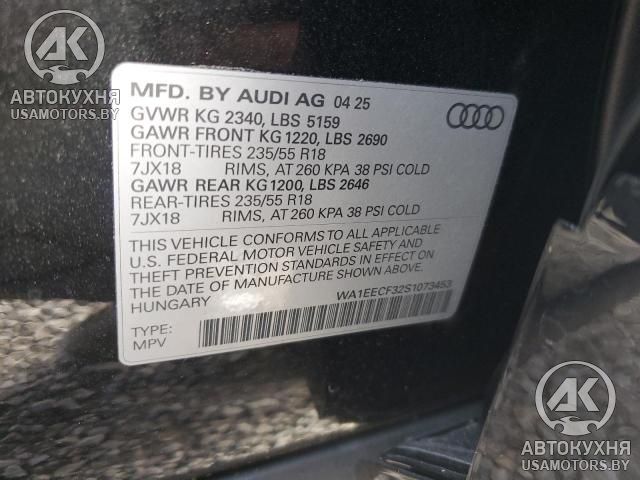 AK
АВТОКУХНЯ
USAMOTORS.BY
MFD. BY AUDI AG 04 25
GVWR KG 2340, LBS 5159
GAWR FRONT KG 1220, LBS 2690
FRONT-TIRES 235/55 R18
7JX18 RIMS, AT 260 KPA 38 PSI COLD
GAWR REAR KG 1200, LBS 2646
REAR-TIRES 235/55 R18
7JX18 RIMS, AT 260 KPA 38 PSI COLD
THIS VEHICLE CONFORMS TO ALL APPLICABLE
U.S. FEDERAL MOTOR VEHICLE SAFETY AND
THEFT PREVENTION STANDARDS IN EFFECT ON
THE DATE OF MANUFACTURE SHOWN ABOVE.
HUNGARY
WA1EECF32S1073453
TYPE:
MPV
AK
АВТОКУХНЯ
USAMOTORS.BY